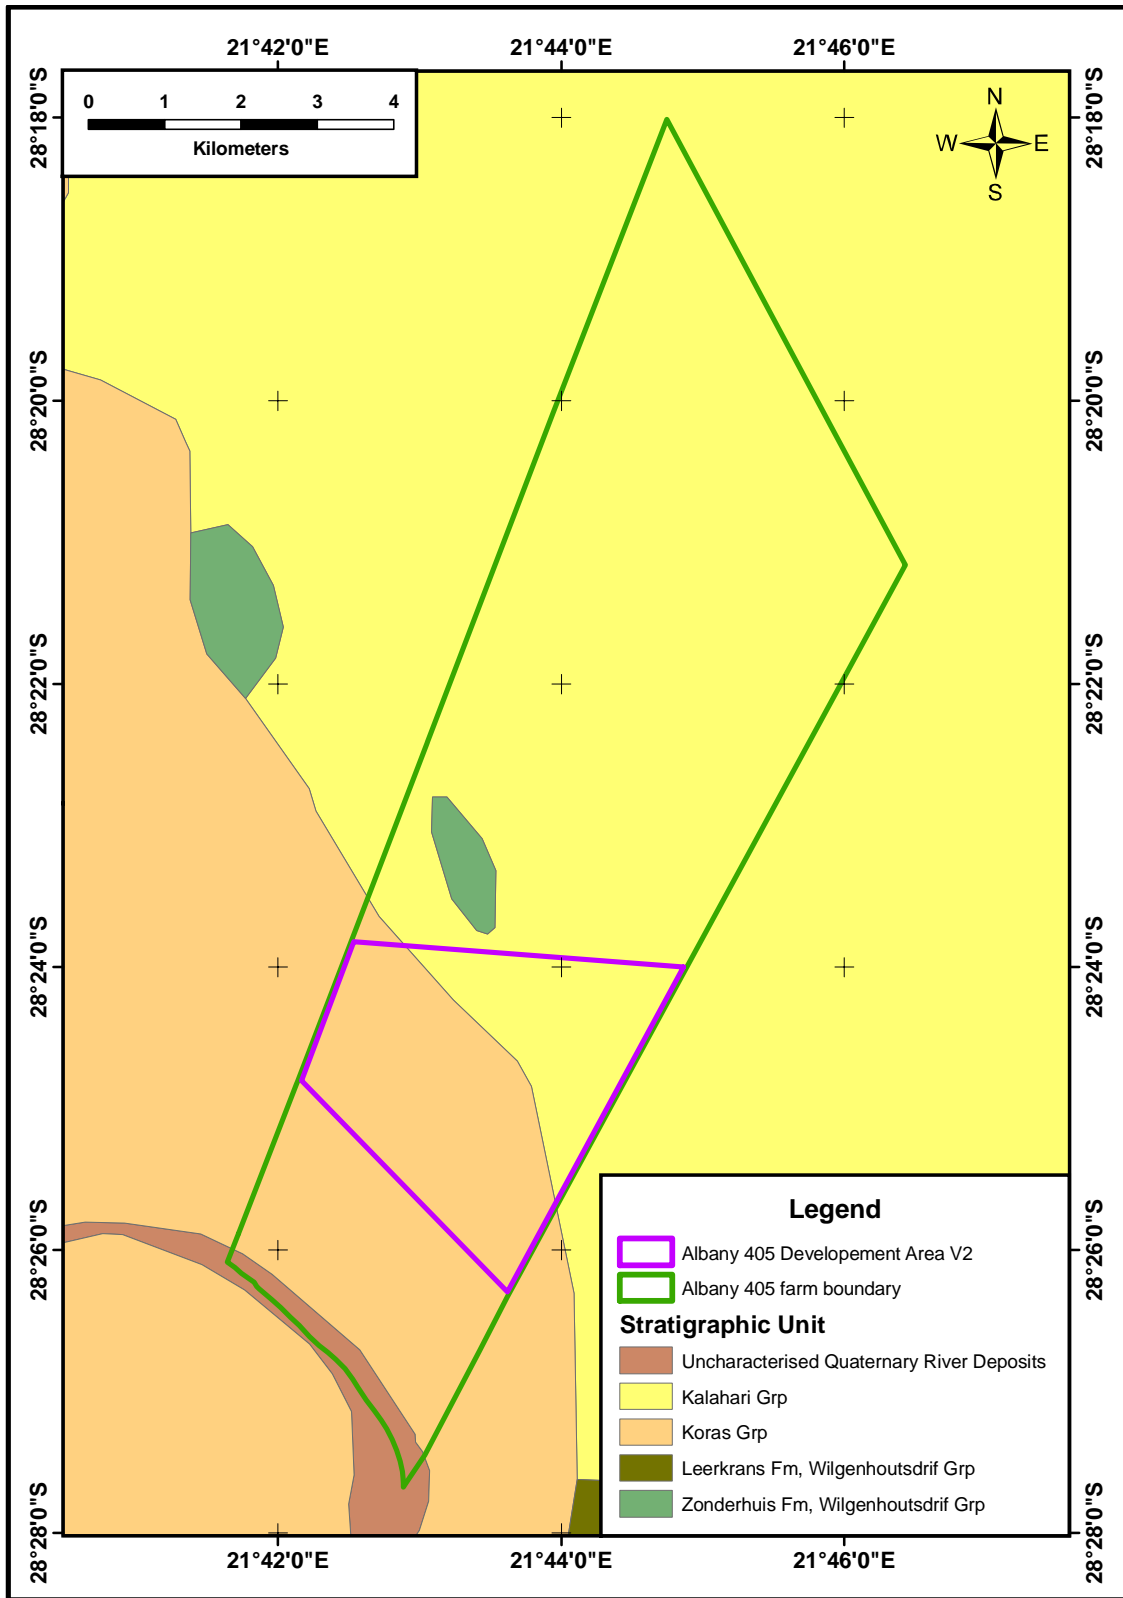 21°42'0"E 21°44'0"E 21°46'0"E
0 1 2 3 4
Kilometers
N
W E
S
28°18'0"S 28°18'0"S
28°20'0"S 28°20'0"S
28°22'0"S 28°22'0"S
28°24'0"S 28°24'0"S
28°26'0"S 28°26'0"S
28°28'0"S 28°28'0"S
Legend
Albany 405 Developement Area V2
Albany 405 farm boundary
Stratigraphic Unit
Uncharacterised Quaternary River Deposits
Kalahari Grp
Koras Grp
Leerkrans Fm, Wilgenhoutsdrif Grp
Zonderhuis Fm, Wilgenhoutsdrif Grp
21°42'0"E 21°44'0"E 21°46'0"E